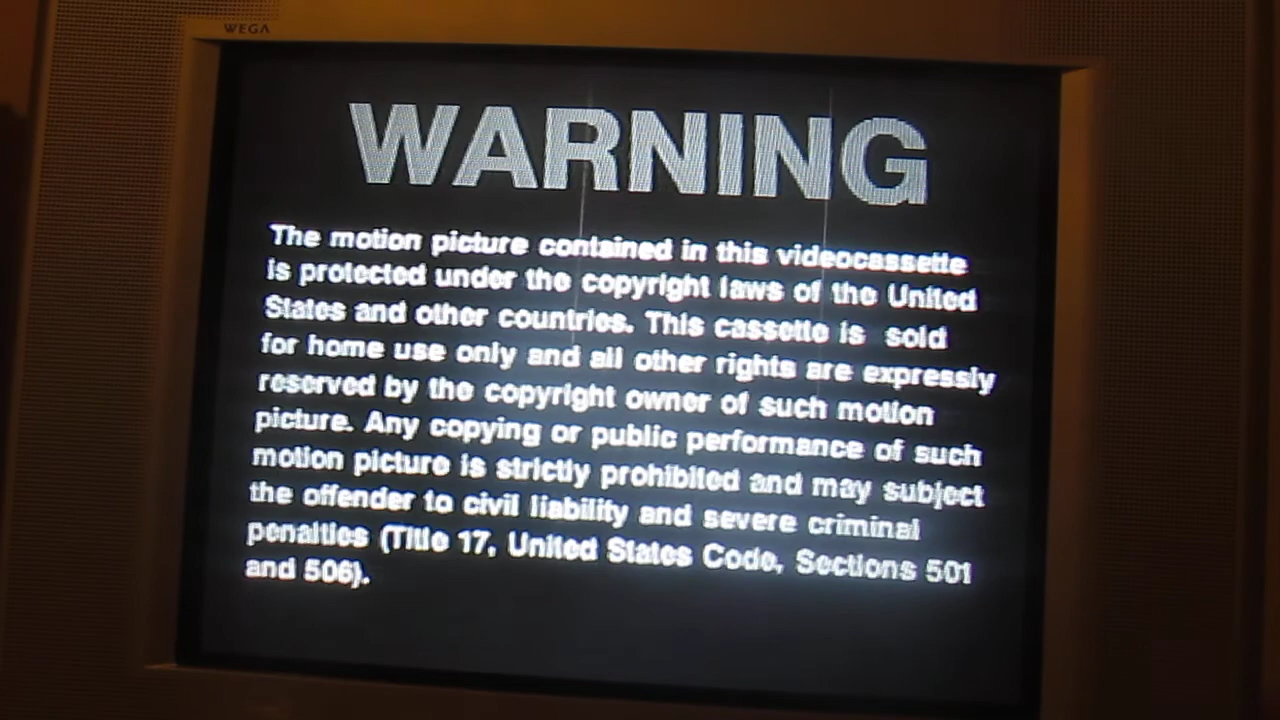 WEGA
WARNING
The motion picture contained in this videocassette
is protected under the copyright laws of the United
States and other countries. This cassette is sold
for home use only and all other rights are expressly
reserved by the copyright owner of such motion
picture. Any copying or public performance of such
motion picture is strictly prohibited and may subject
the offender to civil liability and severe criminal
penalties (Title 17, United States Code, Sections 501
and 506).